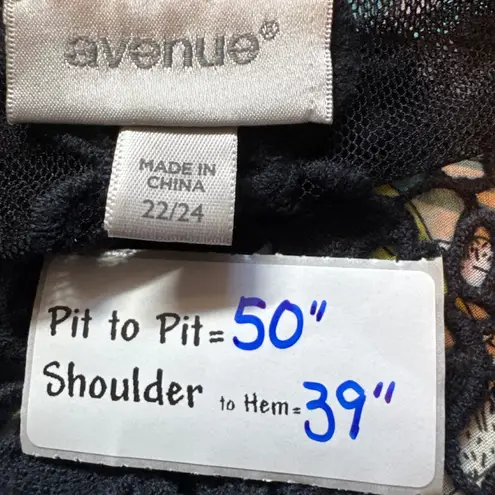 avenue®
MADE IN
CHINA
22/24
Pit to Pit = 50"
Shoulder to Hem = 39"